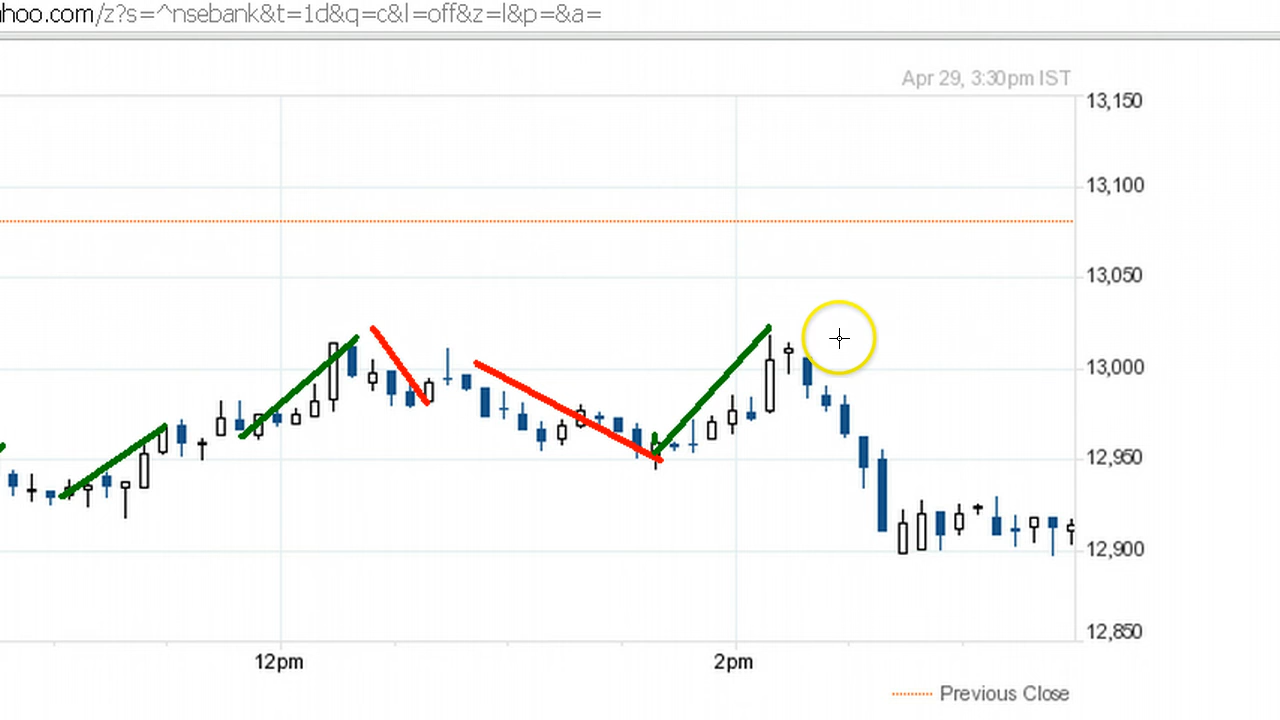 hoo.com/z?s=^nsebank&t=1d&q=c&l=off&z=l&p=&a=
Apr 29, 3:30pm IST
13,150
13,100
13,050
13,000
12,950
12,900
12,850
12pm 2pm
Previous Close